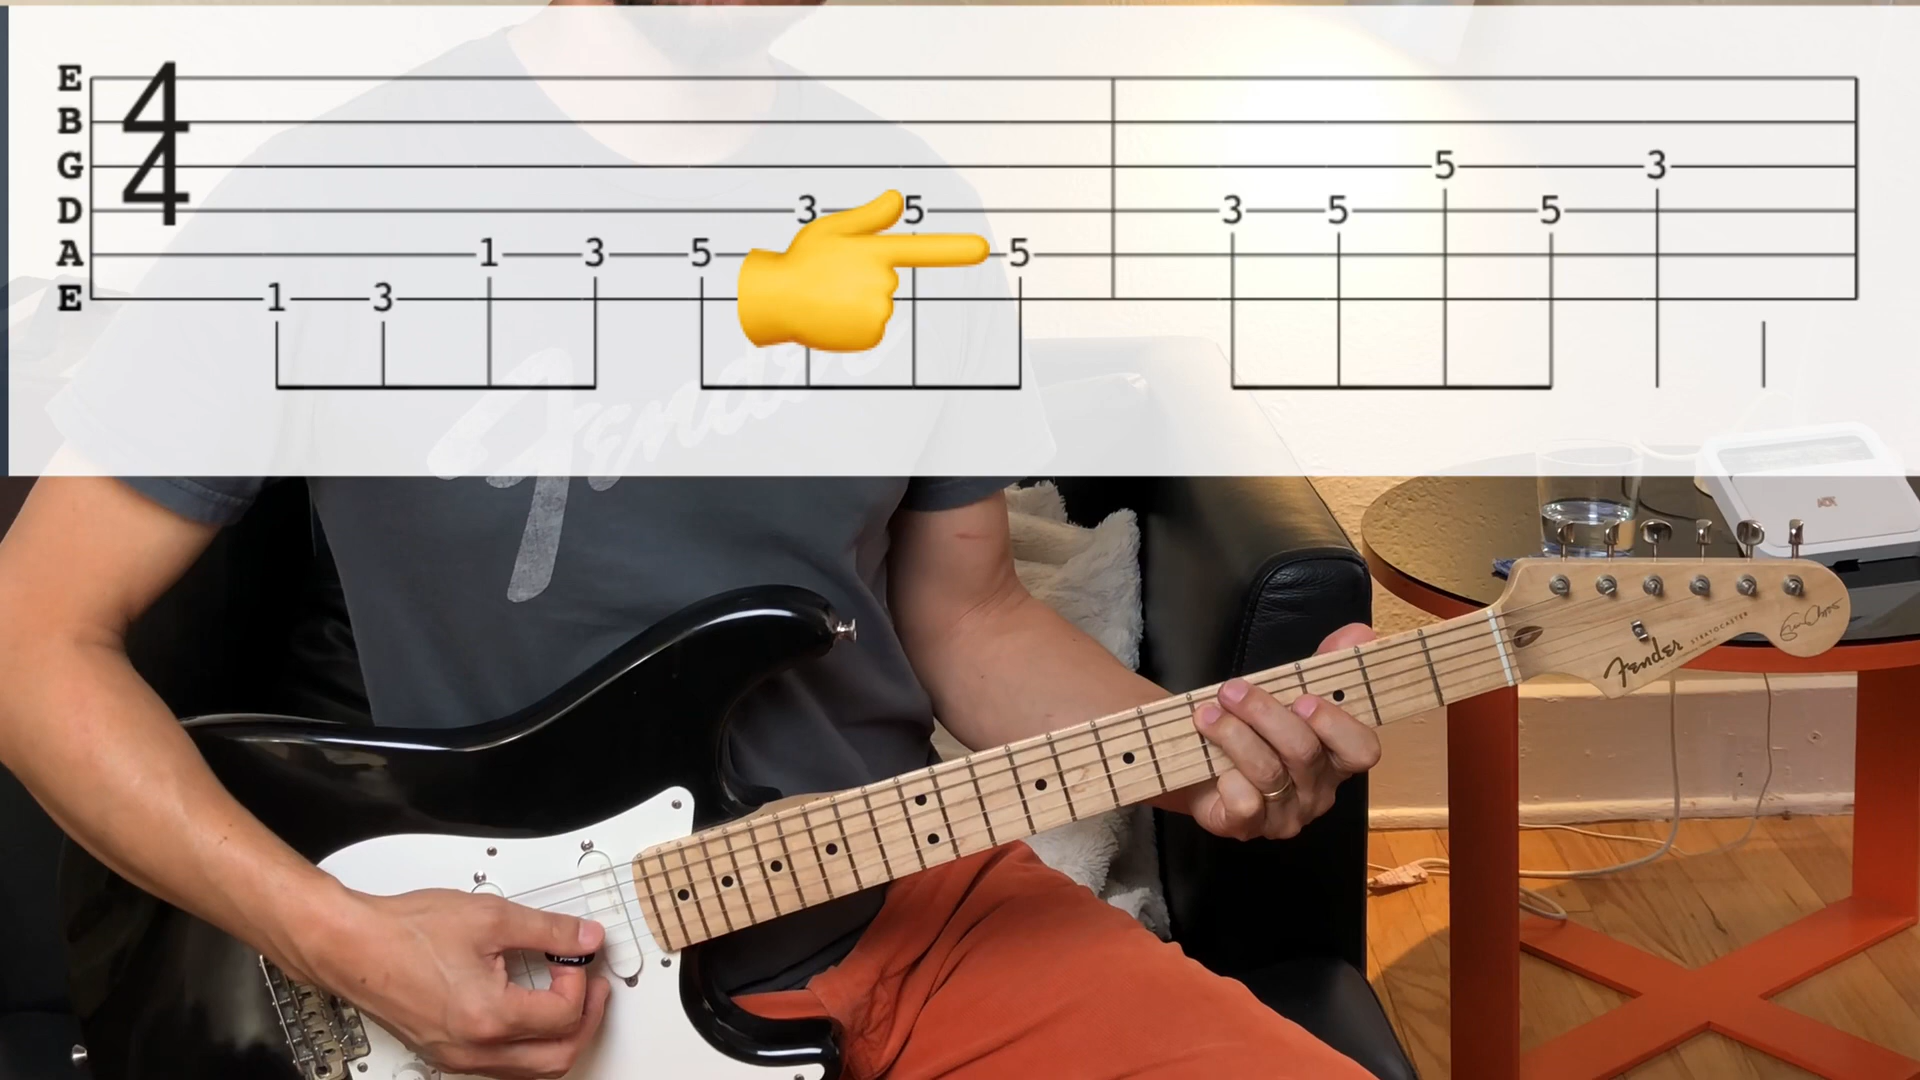 E
B
G 5 3
D 3 5 3 5 5
A 1 3 5 5
E 1 3
4
4
Fender
Fender STRATOCASTER